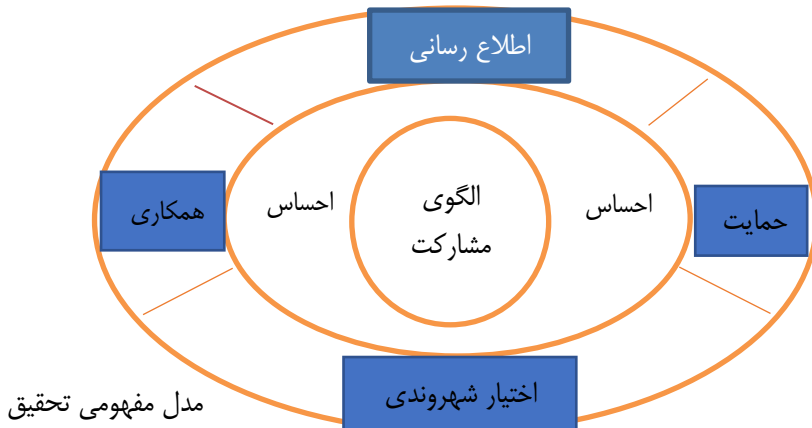 اطلاع رسانی
حمایت
احساس
الگوی
مشارکت
احساس
همکاری
اختیار شهروندی
مدل مفهومی تحقیق